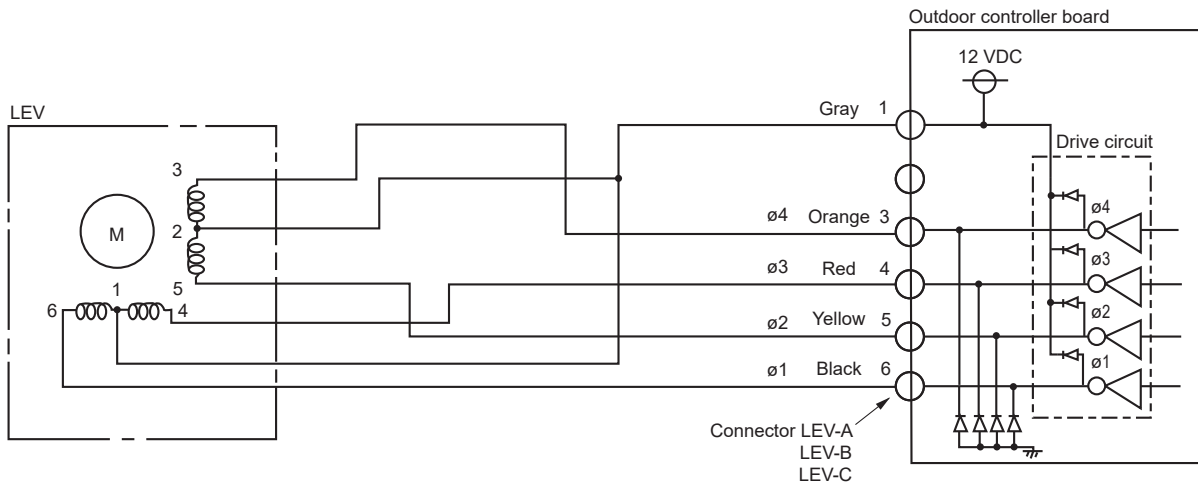 Outdoor controller board
12 VDC
LEV
Gray 1
Drive circuit
3
ø4
ø4 Orange 3
M
2
ø3
ø3 Red 4
5
1
6
4
ø2
ø2 Yellow 5
ø1
ø1 Black 6
Connector LEV-A
LEV-B
LEV-C